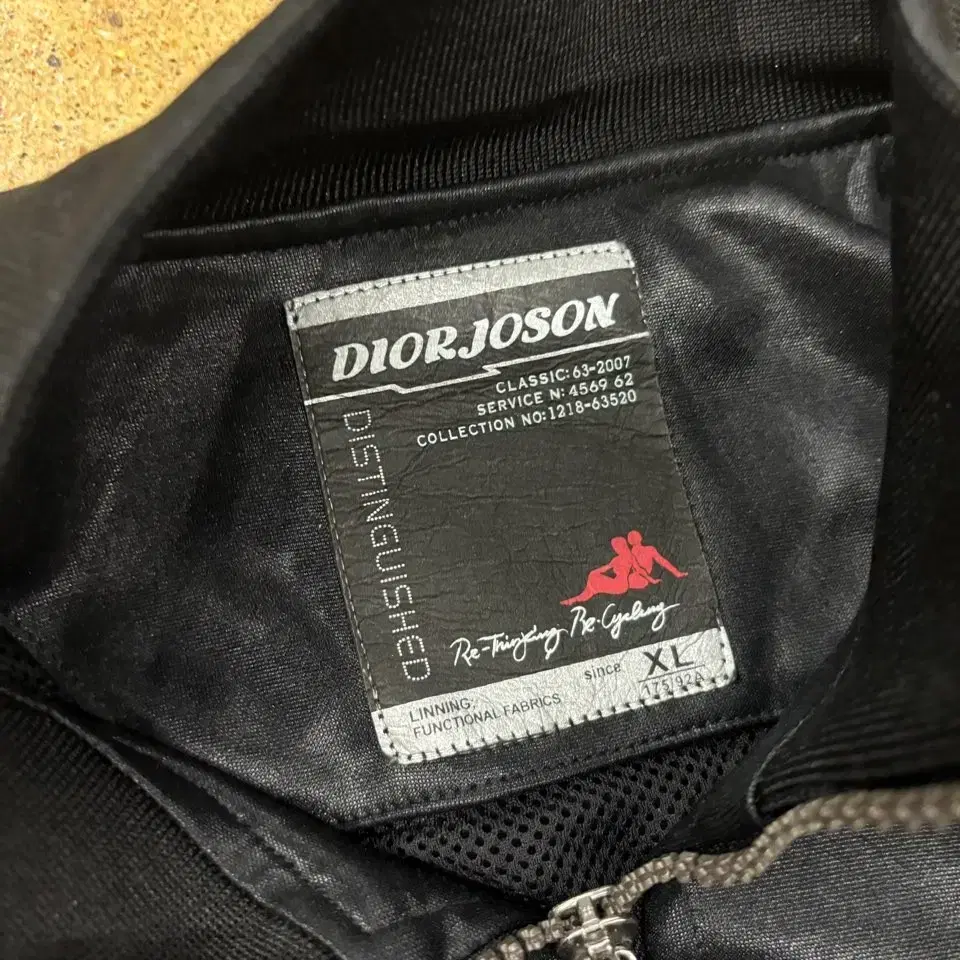 DIORJOSON
CLASSIC: 63-2007
SERVICE N: 4569 62
COLLECTION NO:1218-63520
DISTINGUISHED
Re-Thinking Re-Cycling
since XL
175/92A
LINNING:
FUNCTIONAL FABRICS